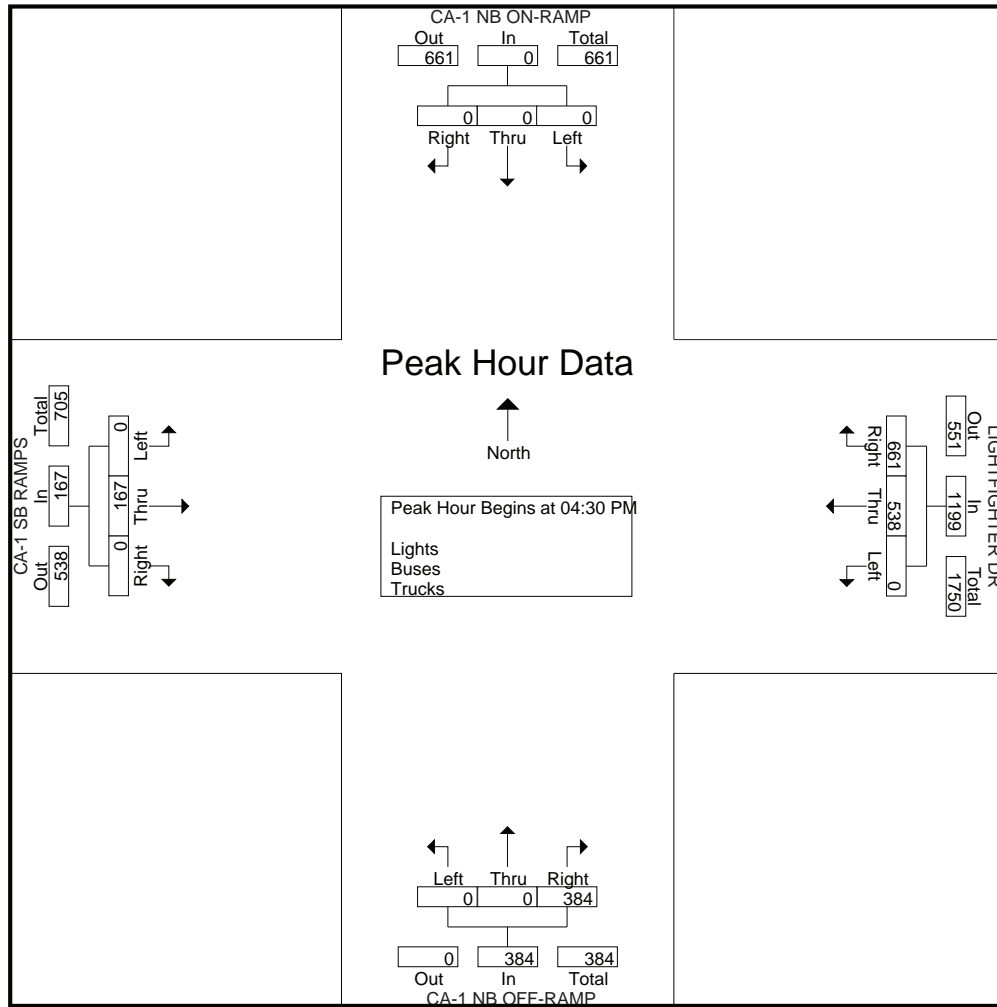 CA-1 NB ON-RAMP
Out In Total
661 0 661
0 0 0
Right Thru Left
Peak Hour Data
North
Peak Hour Begins at 04:30 PM
Lights
Buses
Trucks
CA-1 SB RAMPS
Out In Total
538 167 705
0 167 0
Right Thru Left
LIGHTFIGHTER DR
Out In Total
551 1199 1750
661 538 0
Right Thru Left
Left Thru Right
0 0 384
0 384 384
Out In Total
CA-1 NB OFF-RAMP